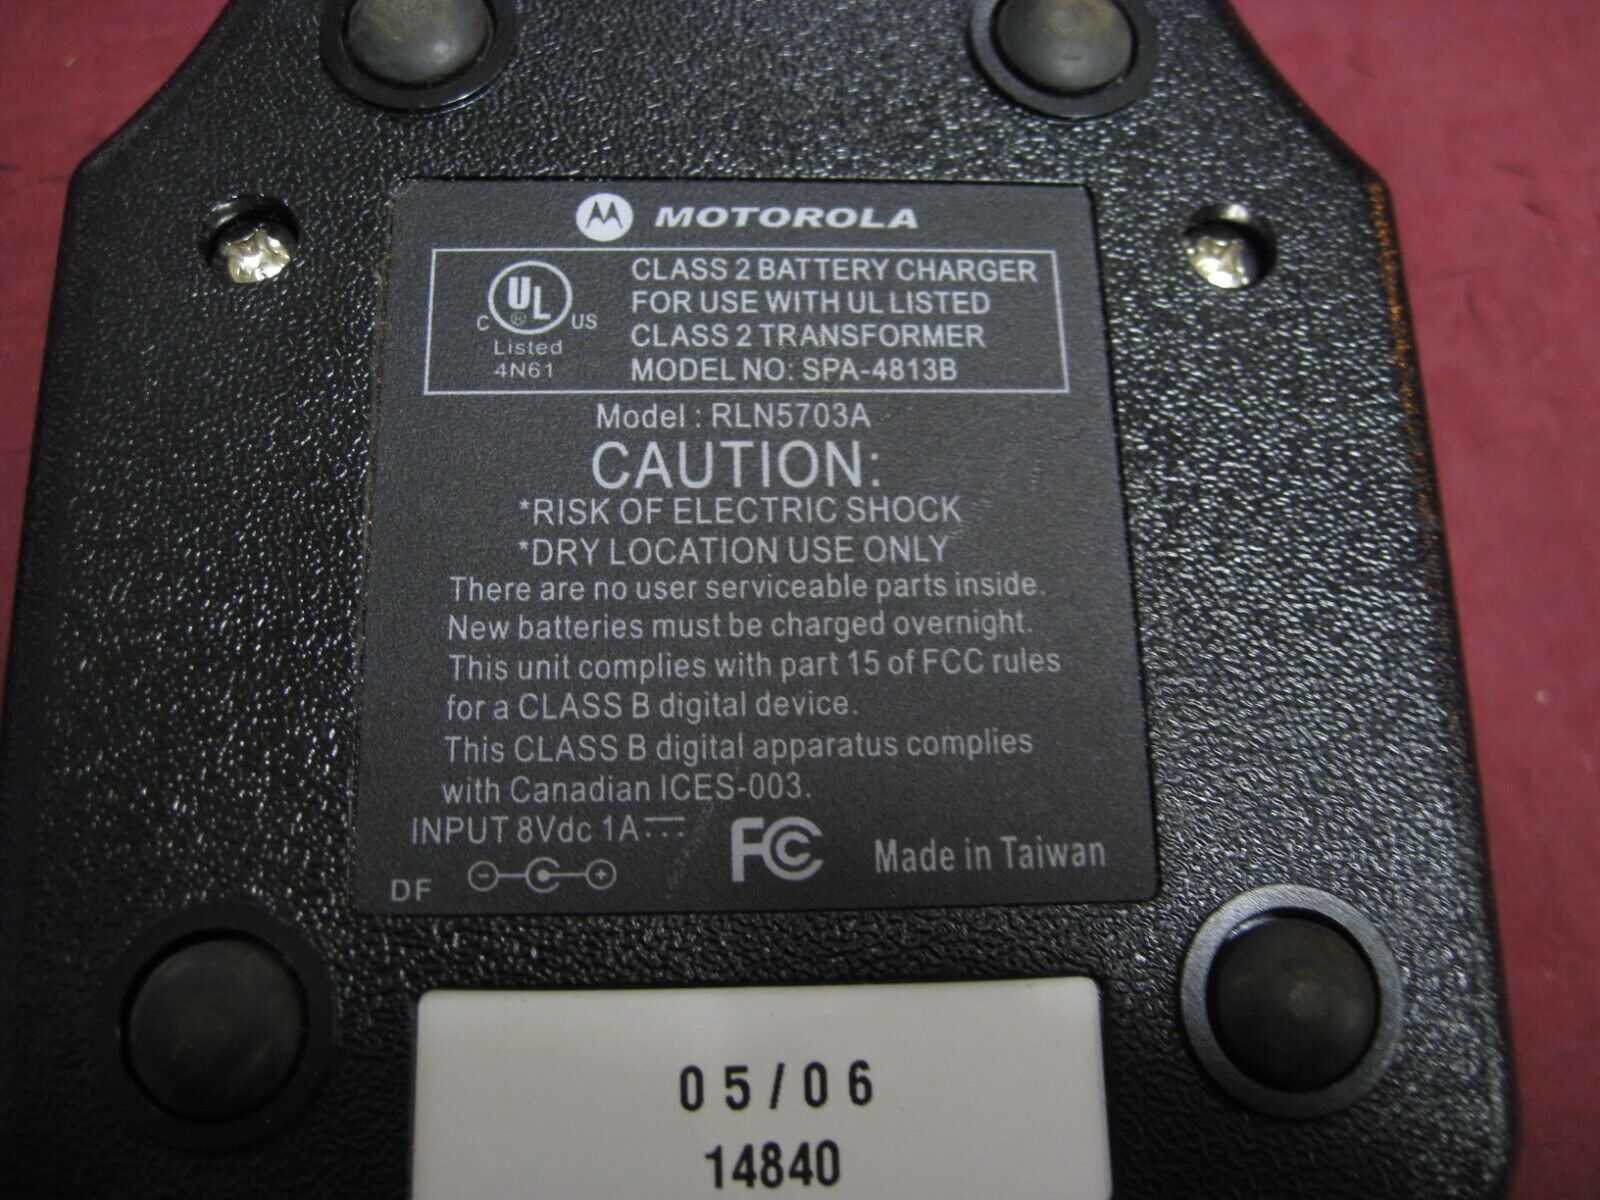 MOTOROLA
CLASS 2 BATTERY CHARGER
FOR USE WITH UL LISTED
CLASS 2 TRANSFORMER
MODEL NO: SPA-4813B
C UL ® US
Listed
4N61
Model : RLN5703A
CAUTION:
*RISK OF ELECTRIC SHOCK
*DRY LOCATION USE ONLY
There are no user serviceable parts inside.
New batteries must be charged overnight.
This unit complies with part 15 of FCC rules
for a CLASS B digital device.
This CLASS B digital apparatus complies
with Canadian ICES-003.
INPUT 8Vdc 1A
DF
FC
Made in Taiwan
05/06
14840